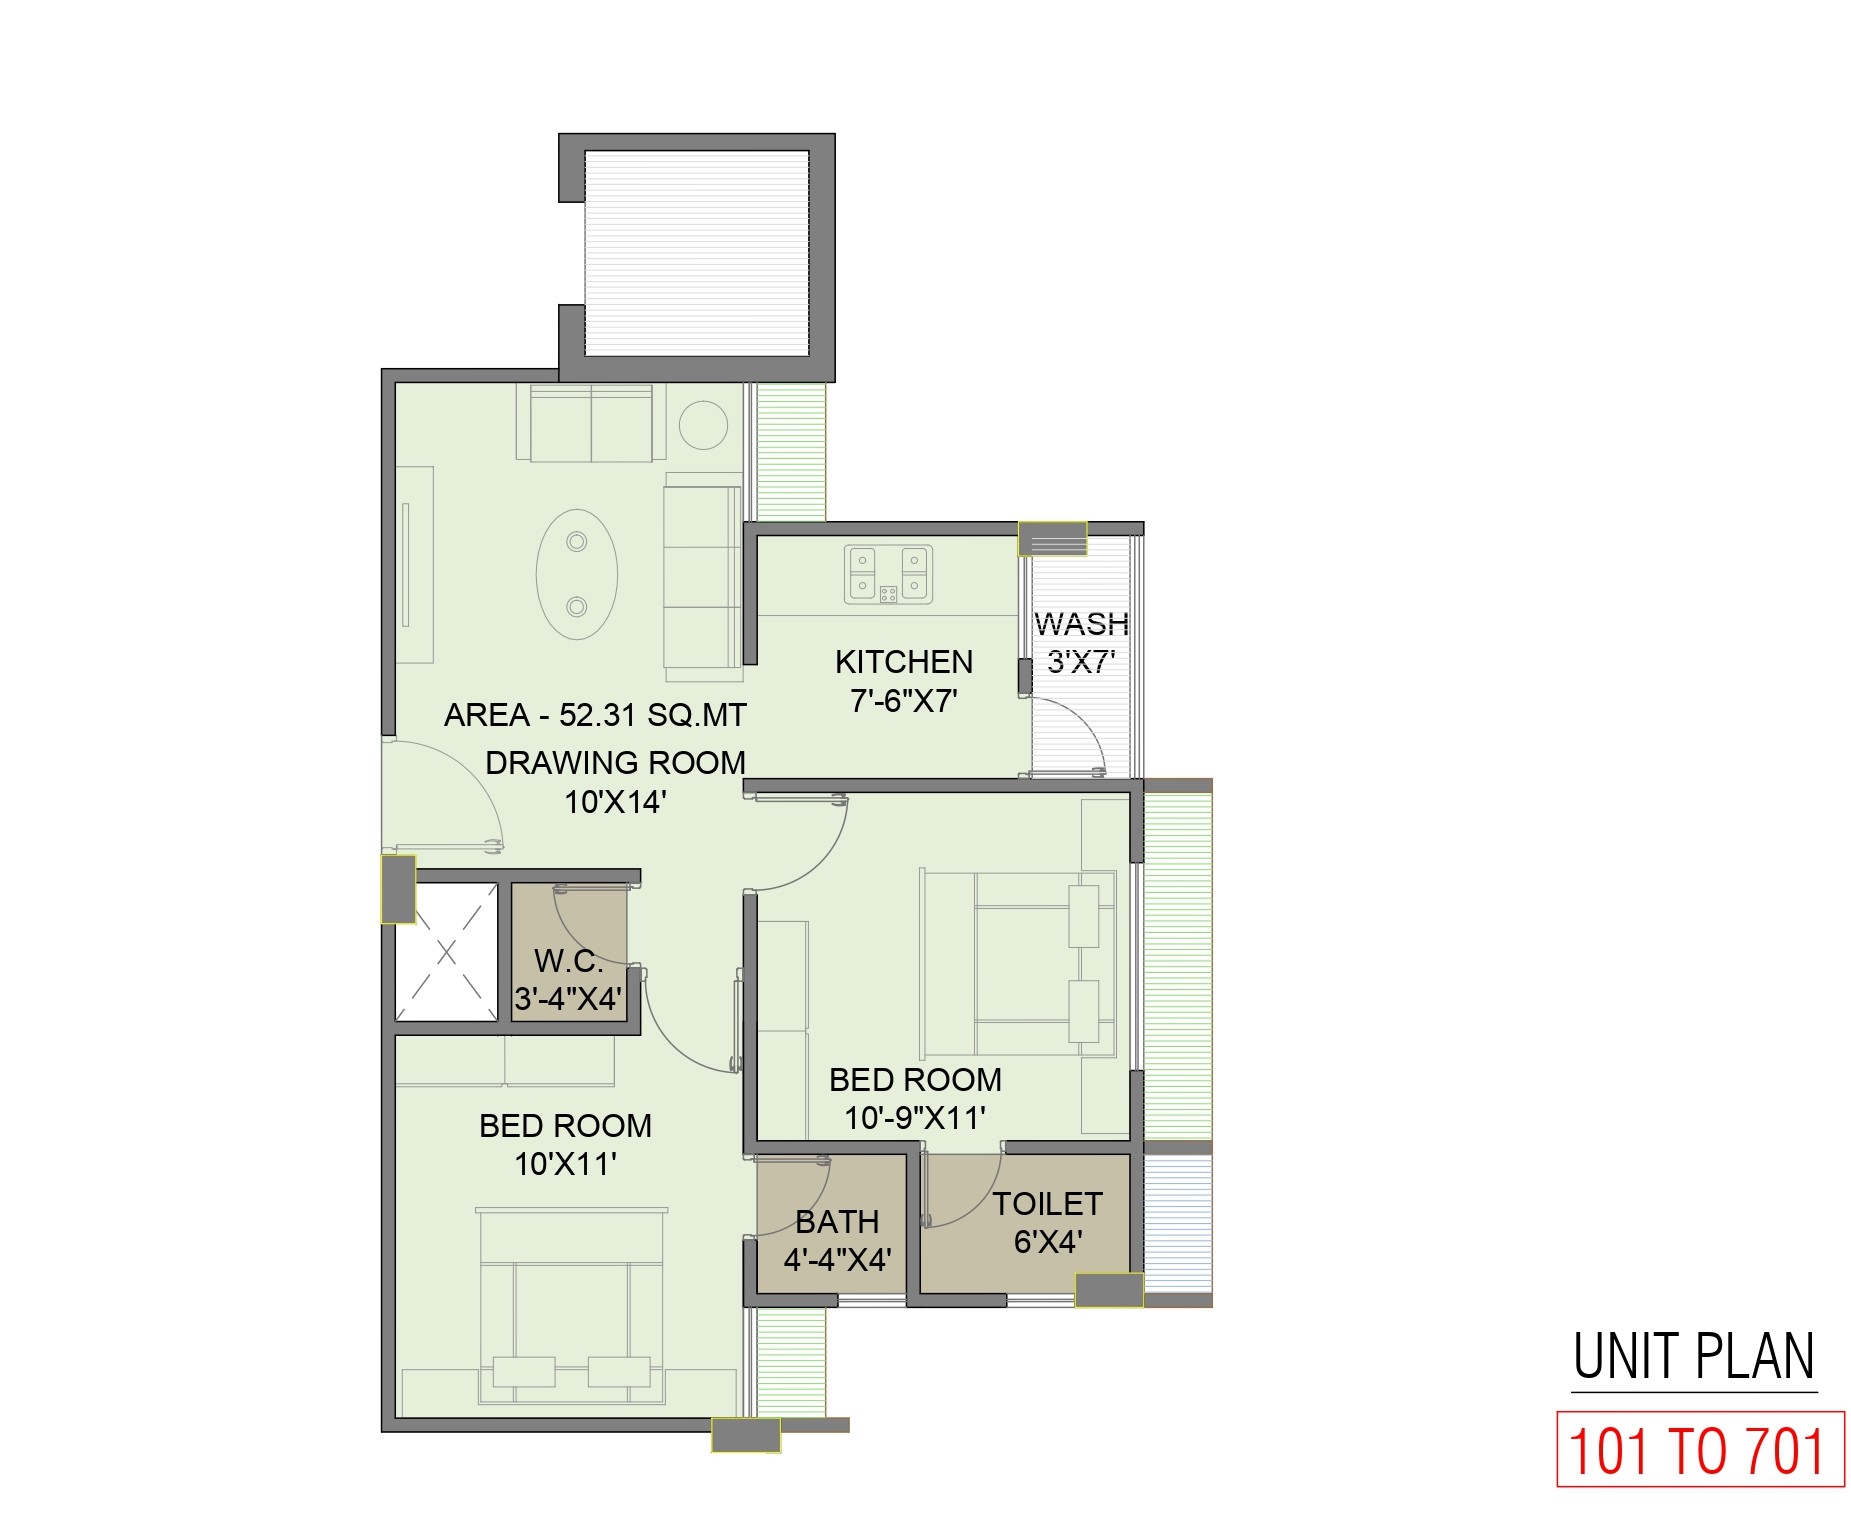 WASH
3'X7'
KITCHEN
7'-6"X7'
AREA - 52.31 SQ.MT
DRAWING ROOM
10'X14'
W.C.
3'-4"X4'
BED ROOM
10'-9"X11'
BED ROOM
10'X11'
TOILET
6'X4'
BATH
4'-4"X4'
UNIT PLAN
101 TO 701